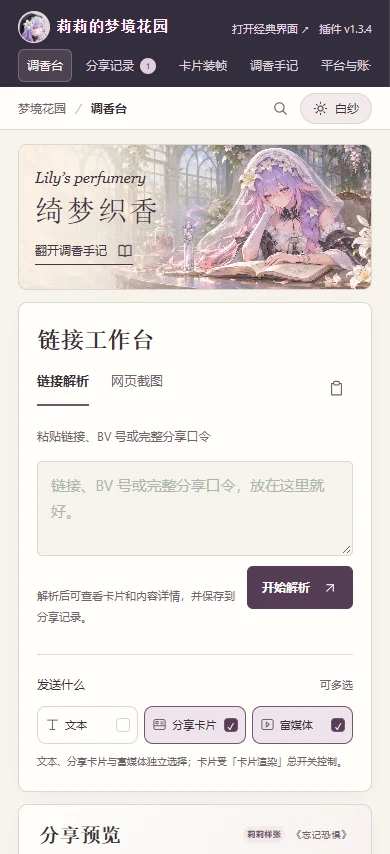 莉莉的梦境花园
打开经典界面 ↗ 插件 v1.3.4
调香台 分享记录 1 卡片装帧 调香手记 平台与账
梦境花园 / 调香台
白纱
Lily's perfumery
绮梦织香
翻开调香手记
链接工作台
链接解析 网页截图
粘贴链接、BV 号或完整分享口令
链接、BV 号或完整分享口令，放在这里就
好。
解析后可查看卡片和内容详情，并保存到
分享记录。
开始解析 ↗
发送什么 可多选
文本 分享卡片 富媒体
文本、分享卡片与富媒体独立选择；卡片受「卡片渲染」总开关控制。
分享预览 莉莉样张 《忘记恐惧》